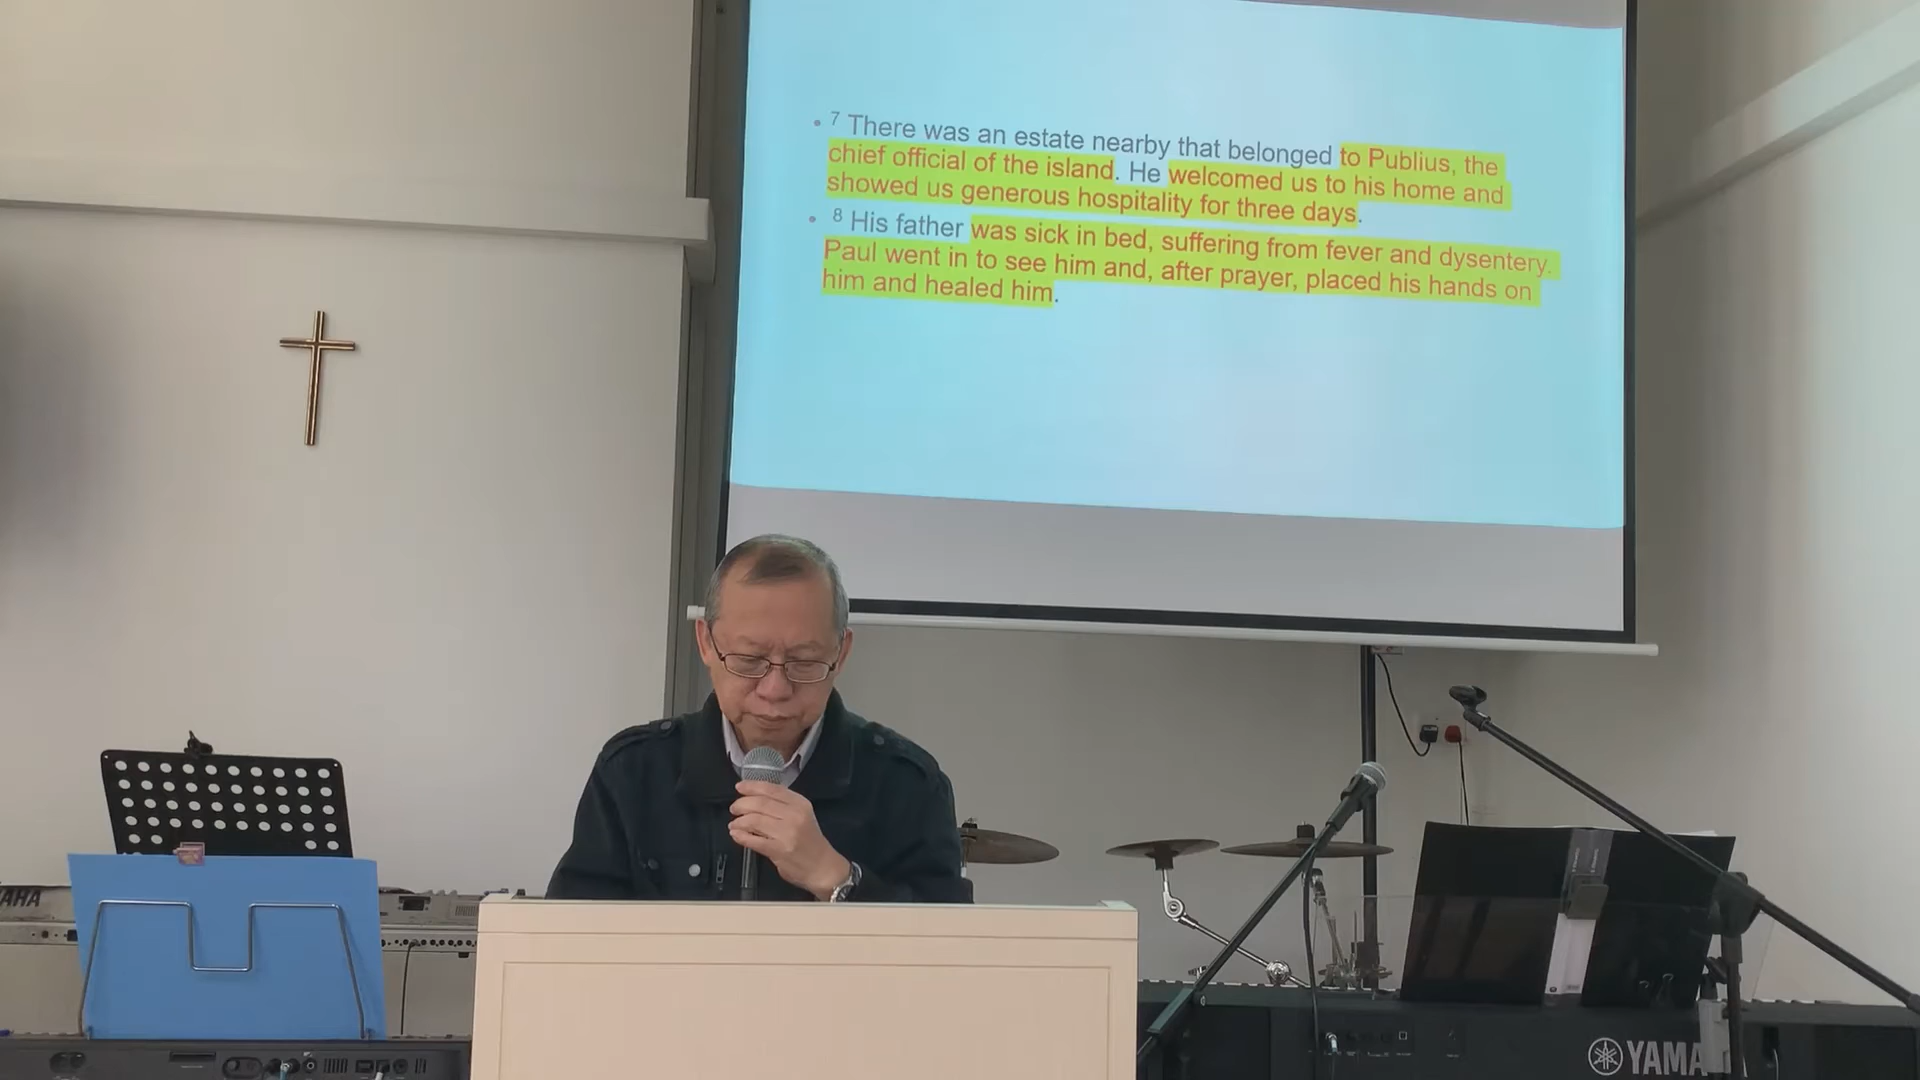 • 7 There was an estate nearby that belonged to Publius, the
chief official of the island. He welcomed us to his home and
showed us generous hospitality for three days.
• 8 His father was sick in bed, suffering from fever and dysentery.
Paul went in to see him and, after prayer, placed his hands on
him and healed him.
AHA
YAMA